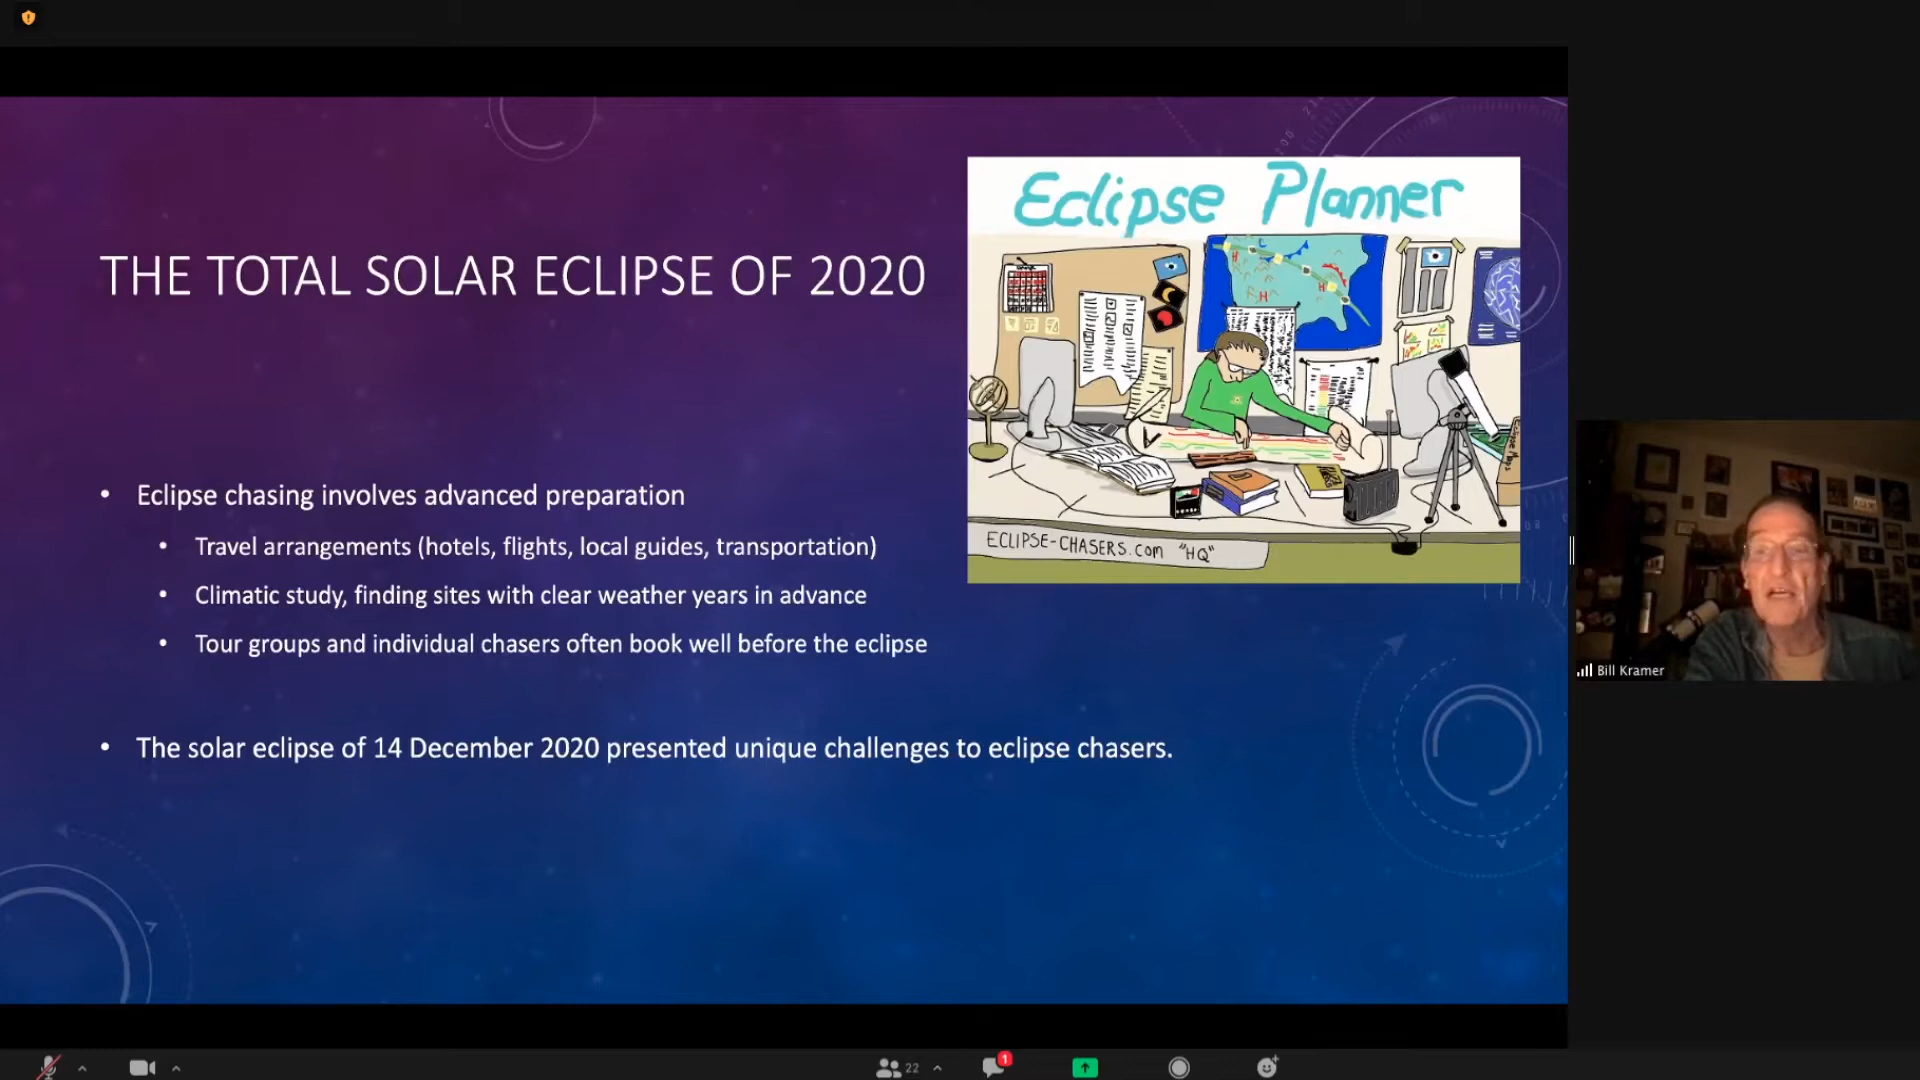 Eclipse Planner
THE TOTAL SOLAR ECLIPSE OF 2020
ECLIPSE-CHASERS.com "HQ"
• Eclipse chasing involves advanced preparation
• Travel arrangements (hotels, flights, local guides, transportation)
• Climatic study, finding sites with clear weather years in advance
• Tour groups and individual chasers often book well before the eclipse
• The solar eclipse of 14 December 2020 presented unique challenges to eclipse chasers.
Bill Kramer
22
1